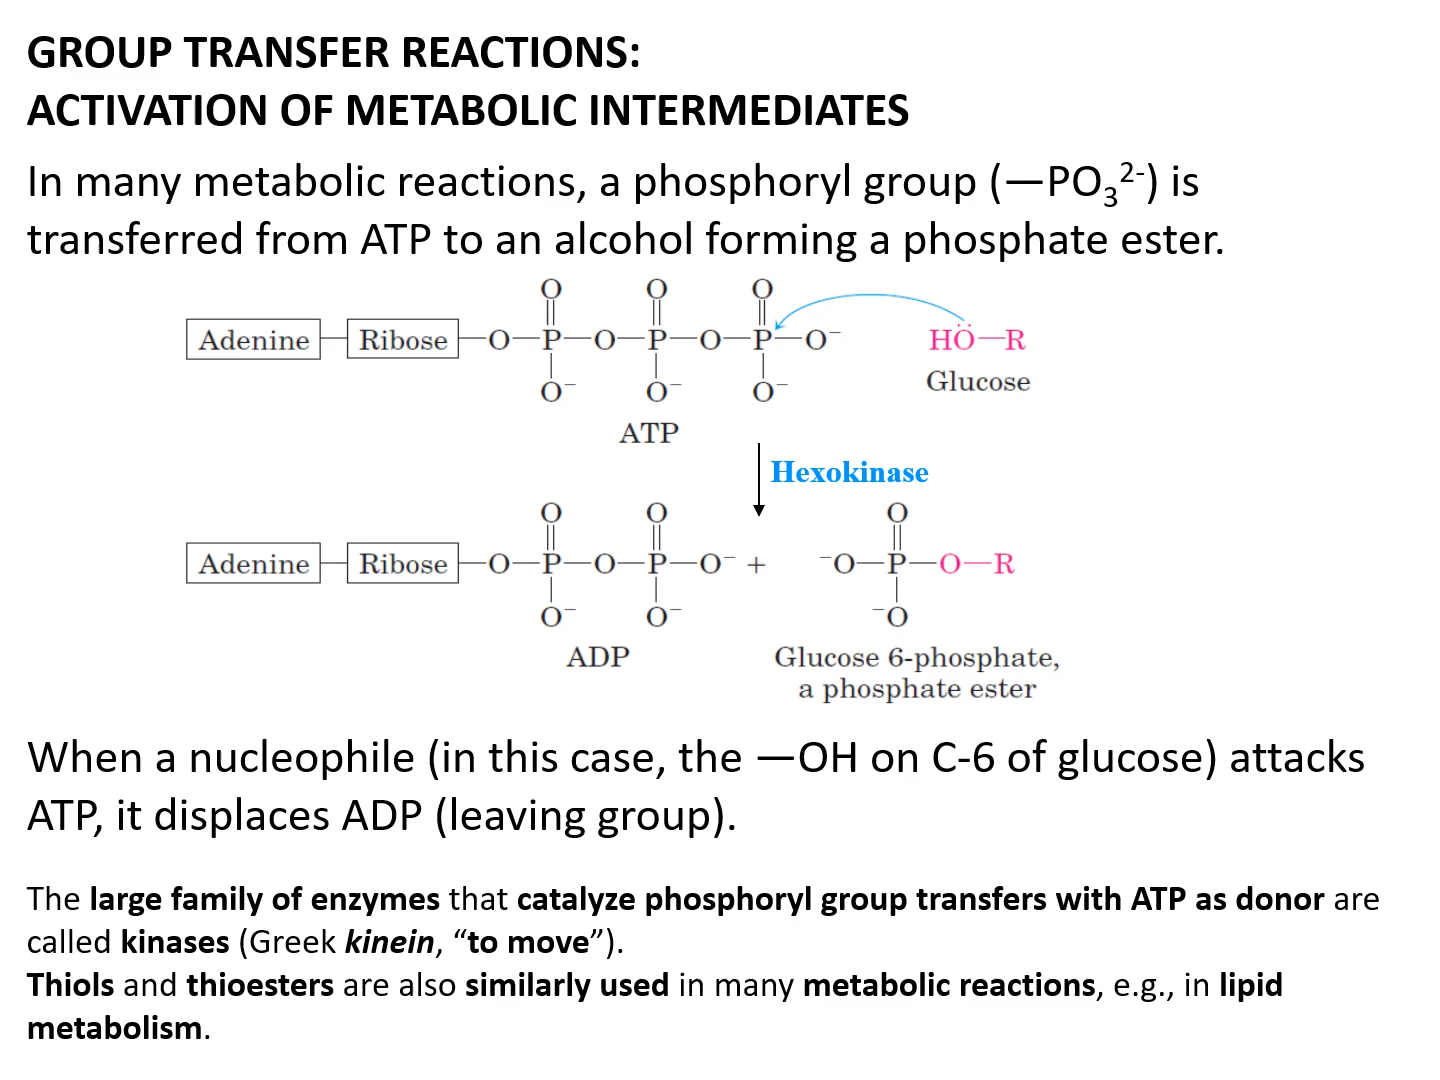 GROUP TRANSFER REACTIONS:
ACTIVATION OF METABOLIC INTERMEDIATES
In many metabolic reactions, a phosphoryl group (—PO₃²⁻) is
transferred from ATP to an alcohol forming a phosphate ester.
O O O
Adenine Ribose —O—P—O—P—O—P—O⁻ HÖ—R
O⁻ O⁻ O⁻ Glucose
ATP
Hexokinase
O O O
Adenine Ribose —O—P—O—P—O⁻ + ⁻O—P—O—R
O⁻ O⁻ ⁻O
ADP Glucose 6-phosphate,
a phosphate ester
When a nucleophile (in this case, the —OH on C-6 of glucose) attacks
ATP, it displaces ADP (leaving group).
The large family of enzymes that catalyze phosphoryl group transfers with ATP as donor are
called kinases (Greek kinein, “to move”).
Thiols and thioesters are also similarly used in many metabolic reactions, e.g., in lipid
metabolism.